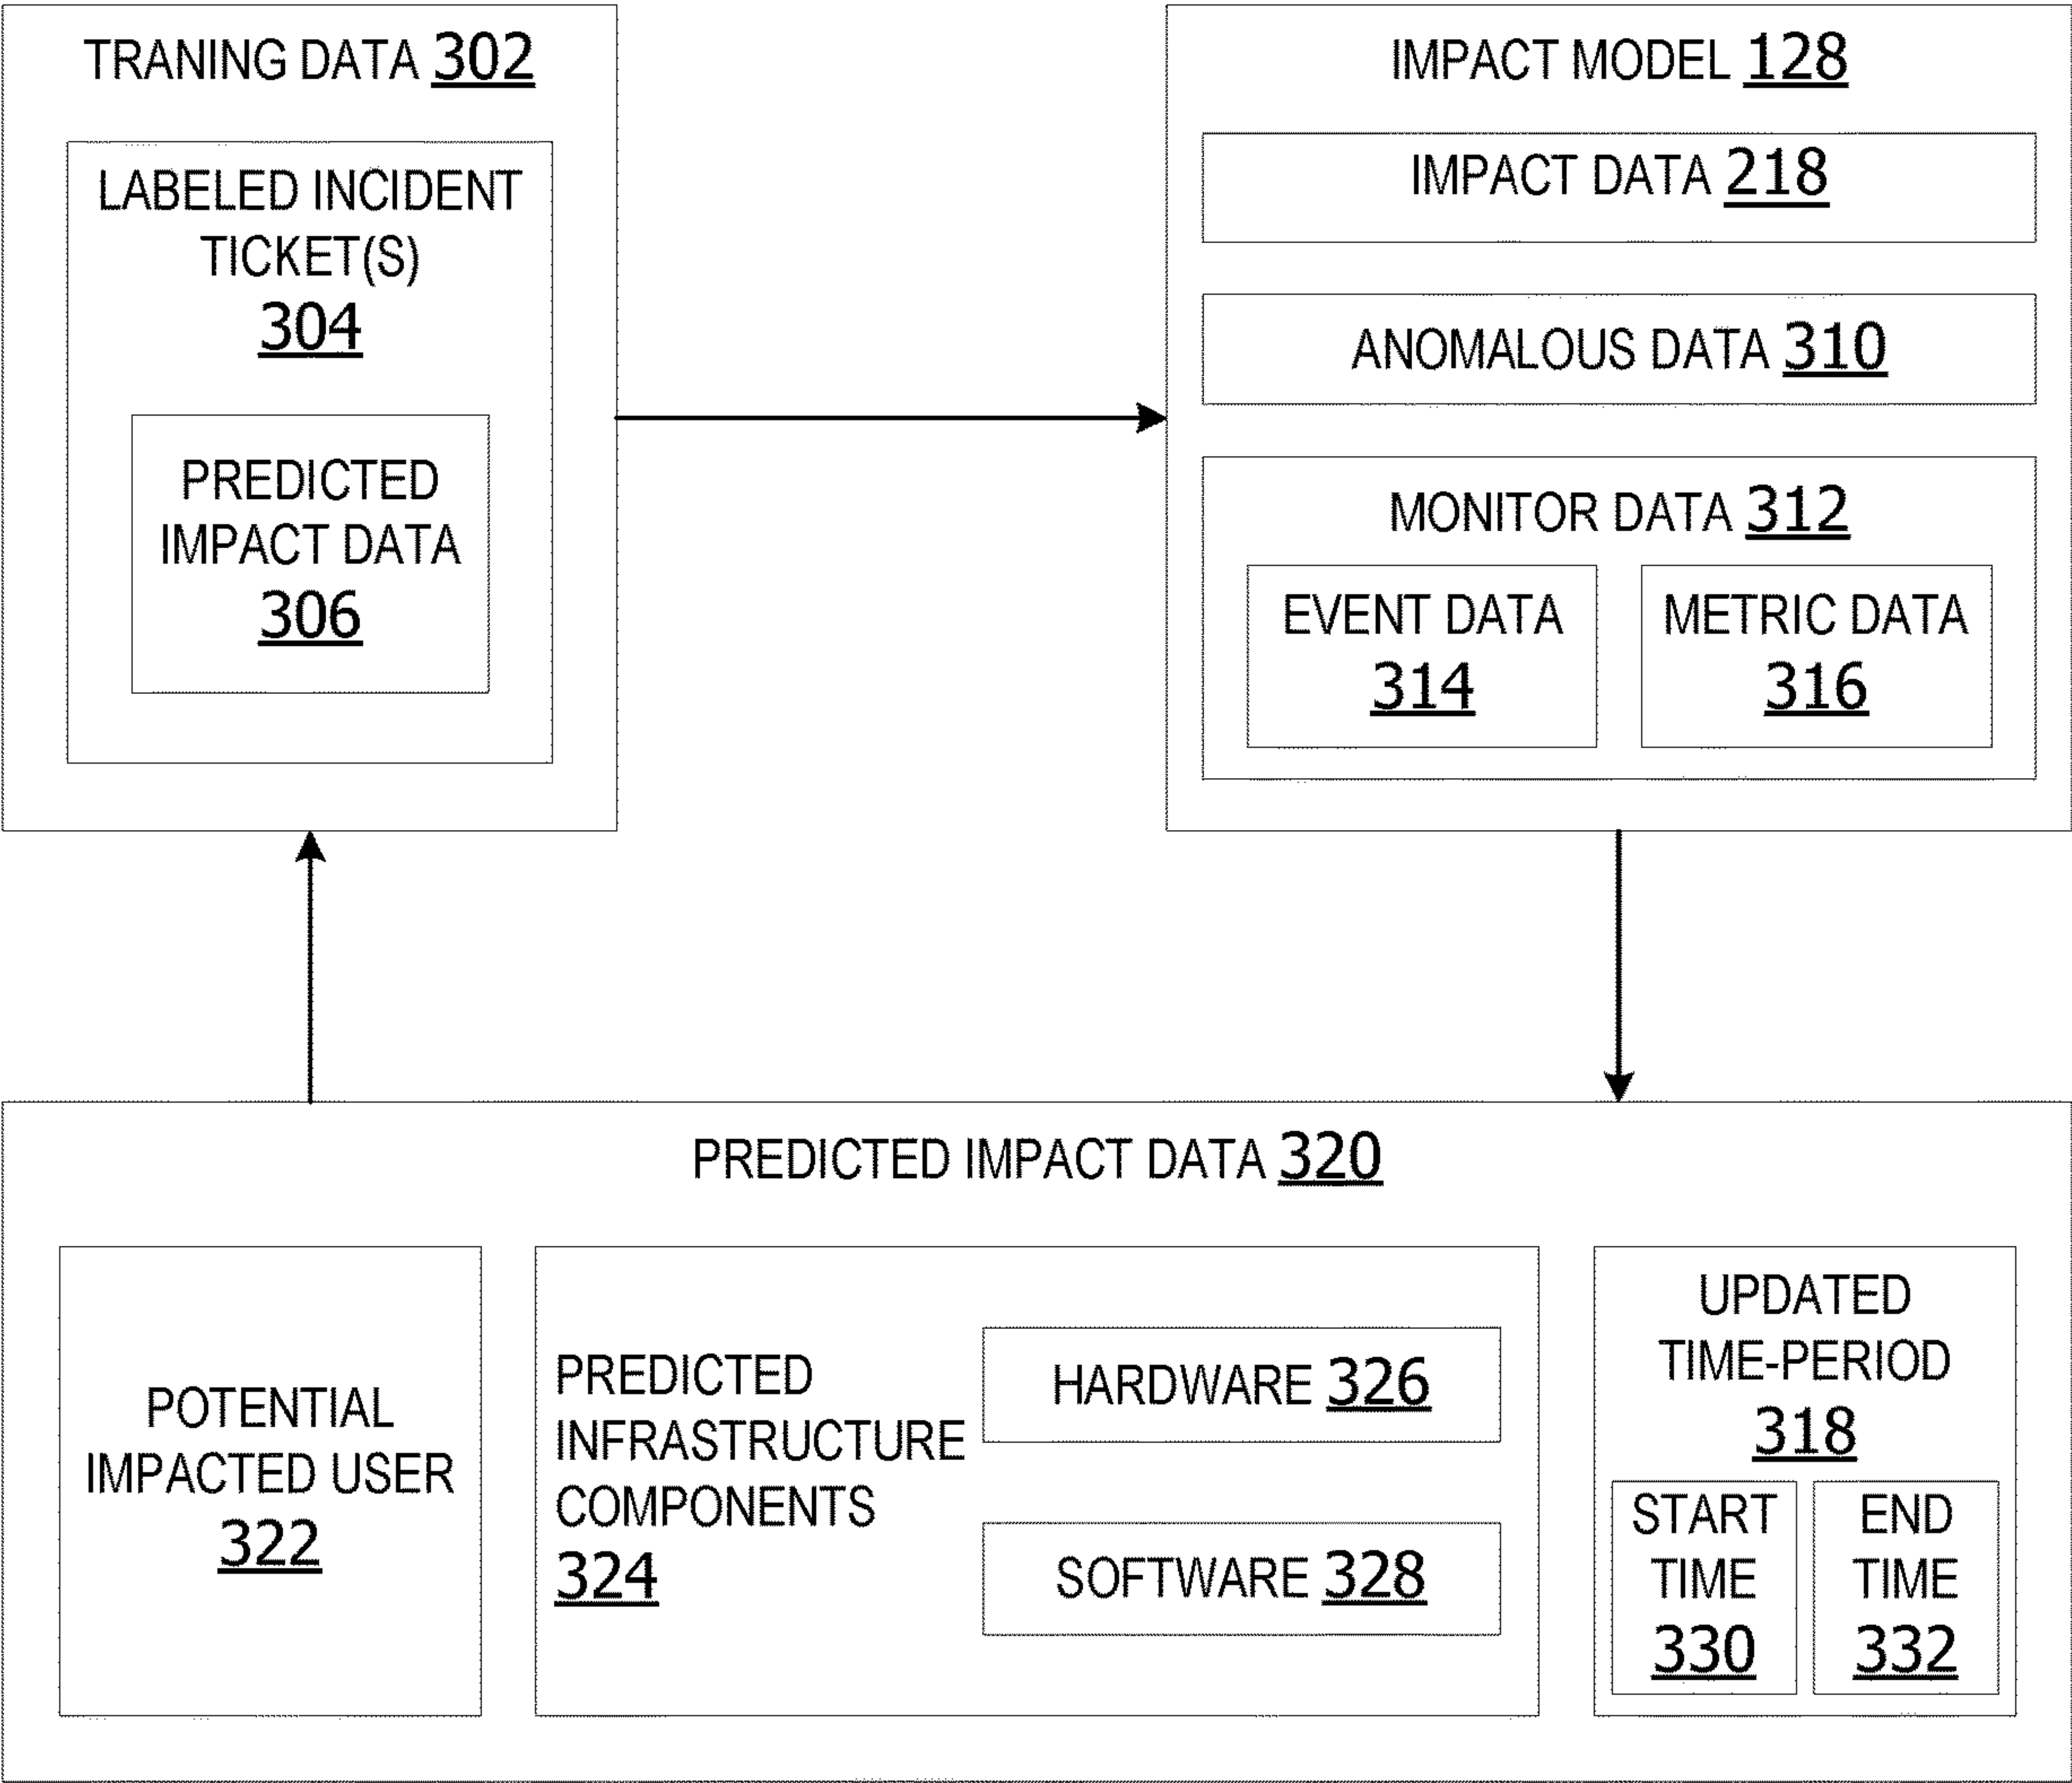 TRANING DATA 302
LABELED INCIDENT
TICKET(S)
304
PREDICTED
IMPACT DATA
306
IMPACT MODEL 128
IMPACT DATA 218
ANOMALOUS DATA 310
MONITOR DATA 312
EVENT DATA
314
METRIC DATA
316
PREDICTED IMPACT DATA 320
POTENTIAL
IMPACTED USER
322
PREDICTED
INFRASTRUCTURE
COMPONENTS
324
HARDWARE 326
SOFTWARE 328
UPDATED
TIME-PERIOD
318
START
TIME
330
END
TIME
332